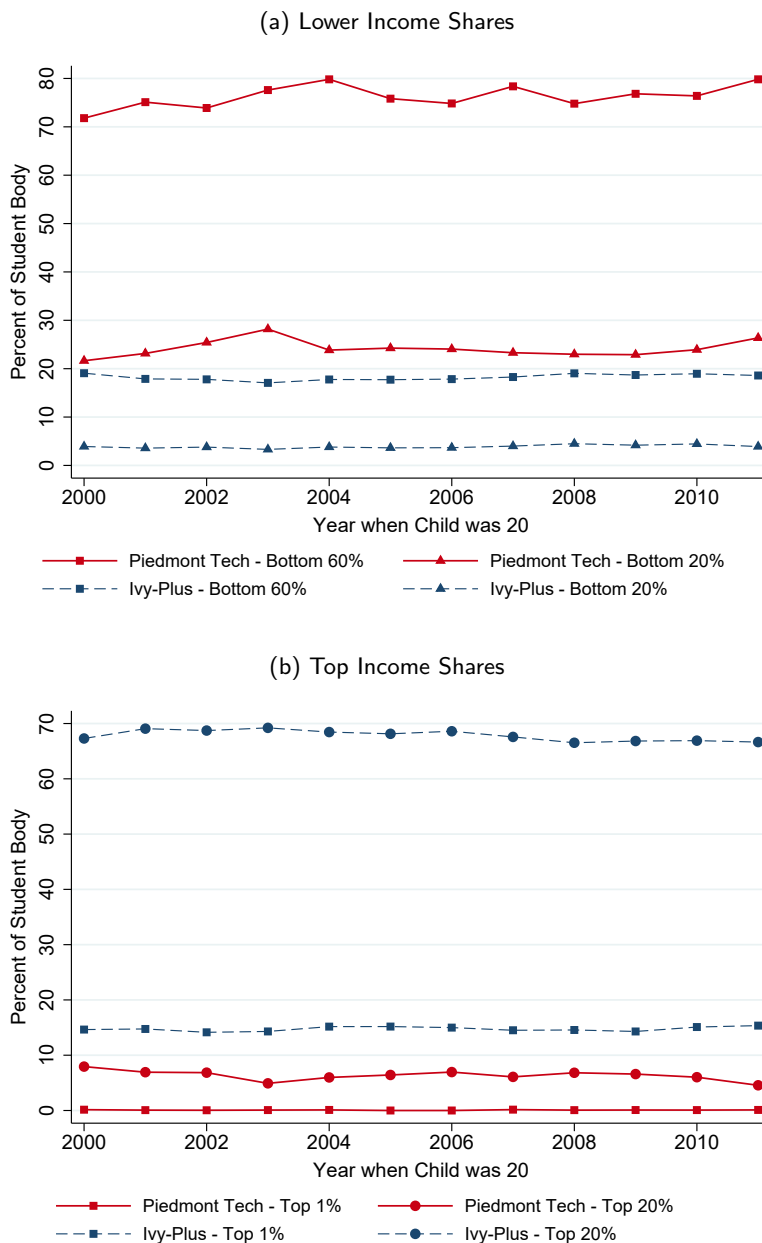 (a) Lower Income Shares
Percent of Student Body
80
70
60
50
40
30
20
10
0
2000 2002 2004 2006 2008 2010
Year when Child was 20
Piedmont Tech - Bottom 60% Piedmont Tech - Bottom 20%
Ivy-Plus - Bottom 60% Ivy-Plus - Bottom 20%
(b) Top Income Shares
Percent of Student Body
70
60
50
40
30
20
10
0
2000 2002 2004 2006 2008 2010
Year when Child was 20
Piedmont Tech - Top 1% Piedmont Tech - Top 20%
Ivy-Plus - Top 1% Ivy-Plus - Top 20%